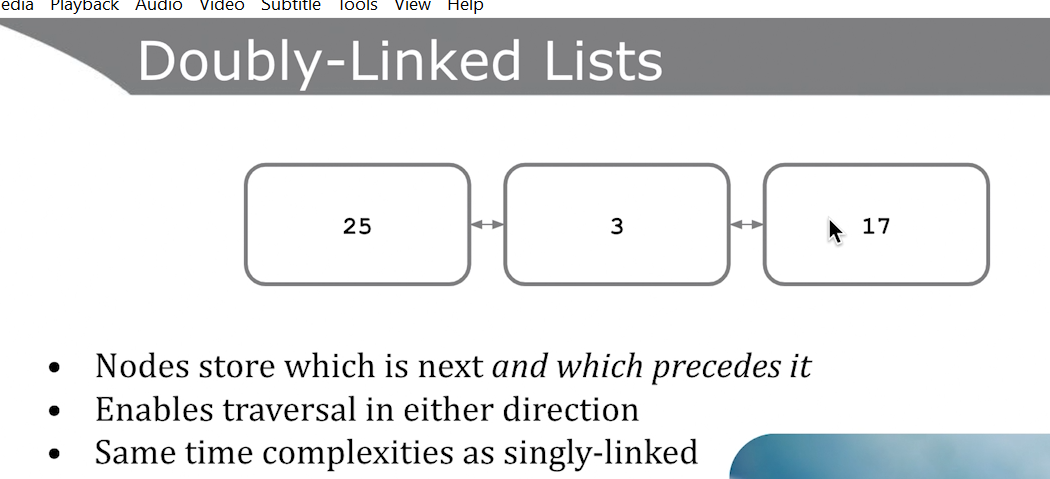 edia Playback Audio Video Subtitle Tools View Help
Doubly-Linked Lists
25 3 17
• Nodes store which is next and which precedes it
• Enables traversal in either direction
• Same time complexities as singly-linked